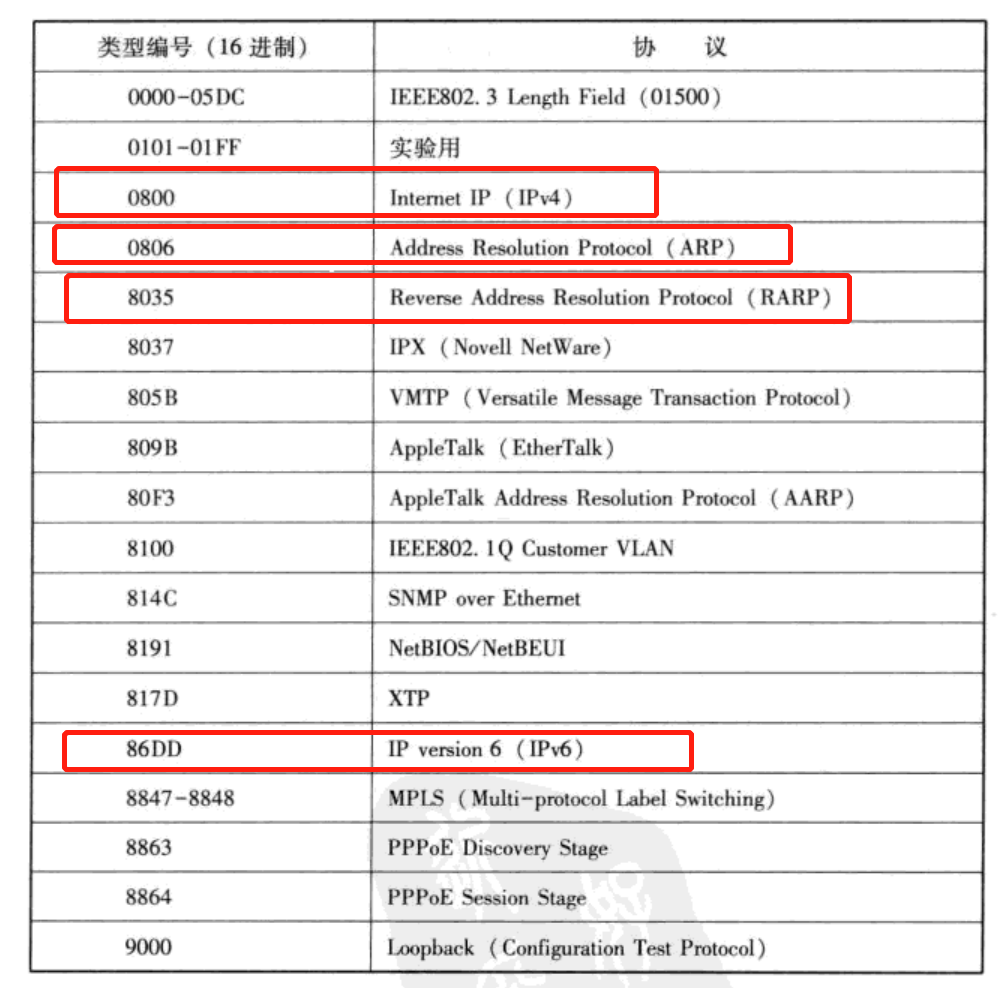 类型编号（16 进制） 协 议
0000-05DC IEEE802.3 Length Field (01500)
0101-01FF 实验用
0800 Internet IP (IPv4)
0806 Address Resolution Protocol (ARP)
8035 Reverse Address Resolution Protocol (RARP)
8037 IPX (Novell NetWare)
805B VMTP (Versatile Message Transaction Protocol)
809B AppleTalk (EtherTalk)
80F3 AppleTalk Address Resolution Protocol (AARP)
8100 IEEE802.1Q Customer VLAN
814C SNMP over Ethernet
8191 NetBIOS/NetBEUI
817D XTP
86DD IP version 6 (IPv6)
8847-8848 MPLS (Multi-protocol Label Switching)
8863 PPPoE Discovery Stage
8864 PPPoE Session Stage
9000 Loopback (Configuration Test Protocol)